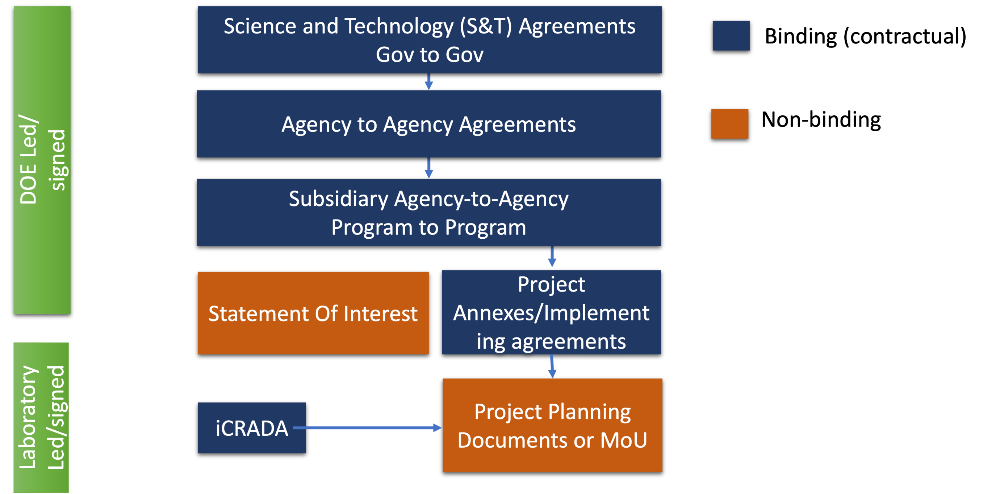 Science and Technology (S&T) Agreements
Gov to Gov
Binding (contractual)
Agency to Agency Agreements
Non-binding
DOE Led/
signed
Subsidiary Agency-to-Agency
Program to Program
Statement Of Interest
Project
Annexes/Implement
ing agreements
Laboratory
Led/signed
iCRADA
Project Planning
Documents or MoU